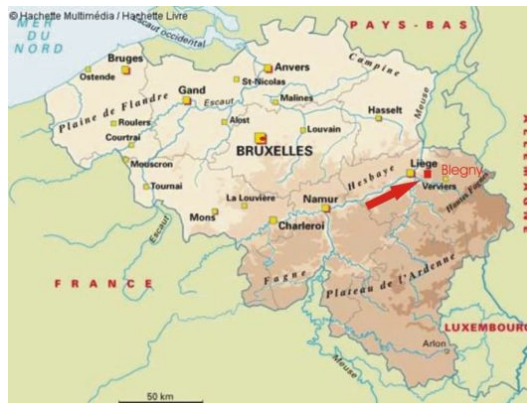 © Hachette Multimédia / Hachette Livre
MER
DU
NORD
PAYS-BAS
Escaut occidental
Bruges
Ostende
Anvers
Campine
St-Nicolas
Gand
Escaut
Malines
Meuse
Plaine de Flandre
Roulers
Alost
Louvain
Hasselt
Courtrai
BRUXELLES
Mouscron
Hesbaye
Liège
Blegny
Tournai
Verviers
Hautes Fagnes
La Louvière
Namur
Mons
Charleroi
Escaut
FRANCE
Fagne
Plateau de l'Ardenne
LUXEMBOURG
Arlon
Meuse
50 km